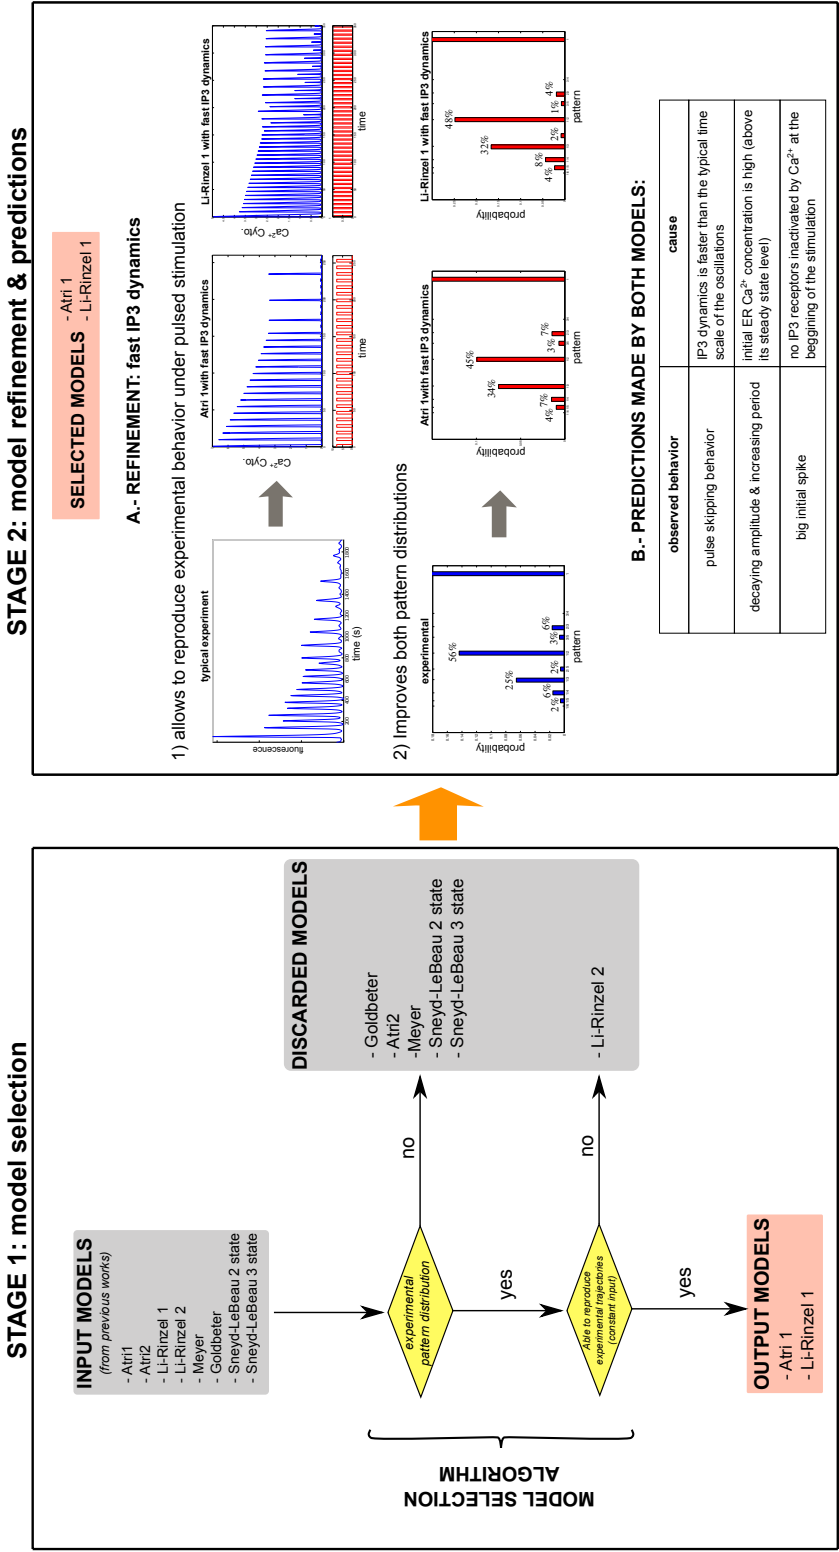 STAGE 1: model selection
INPUT MODELS
(from previous works)
- Atri1
- Atri2
- Li-Rinzel 1
- Li-Rinzel 2
- Meyer
- Goldbeter
- Sneyd-LeBeau 2 state
- Sneyd-LeBeau 3 state
MODEL SELECTION
ALGORITHM
experimental
pattern distribution
no
yes
Able to reproduce
experimental trajectories
(constant input)
no
yes
DISCARDED MODELS
- Goldbeter
- Atri2
-Meyer
- Sneyd-LeBeau 2 state
- Sneyd-LeBeau 3 state
- Li-Rinzel 2
OUTPUT MODELS
- Atri 1
- Li-Rinzel 1
STAGE 2: model refinement & predictions
SELECTED MODELS
- Atri 1
- Li-Rinzel 1
A.- REFINEMENT: fast IP3 dynamics
1) allows to reproduce experimental behavior under pulsed stimulation
typical experiment
fluorescence
200
400
600
800
1000
1200
1400
1600
1800
time (s)
Atri 1with fast IP3 dynamics
Ca²⁺ Cyto.
time
Li-Rinzel 1 with fast IP3 dynamics
Ca²⁺ Cyto.
time
2) Improves both pattern distributions
experimental
probability
2%
6%
25%
2%
56%
3%
6%
pattern
Atri 1with fast IP3 dynamics
probability
4%
7%
34%
45%
3%
7%
pattern
Li-Rinzel 1 with fast IP3 dynamics
probability
4%
8%
32%
2%
48%
1%
4%
pattern
B.- PREDICTIONS MADE BY BOTH MODELS:
observed behavior
cause
pulse skipping behavior
IP3 dynamics is faster than the typical time
scale of the oscillations
decaying amplitude & increasing period
initial ER Ca²⁺ concentration is high (above
its steady state level)
big initial spike
no IP3 receptors inactivated by Ca²⁺ at the
beggining of the stimulation